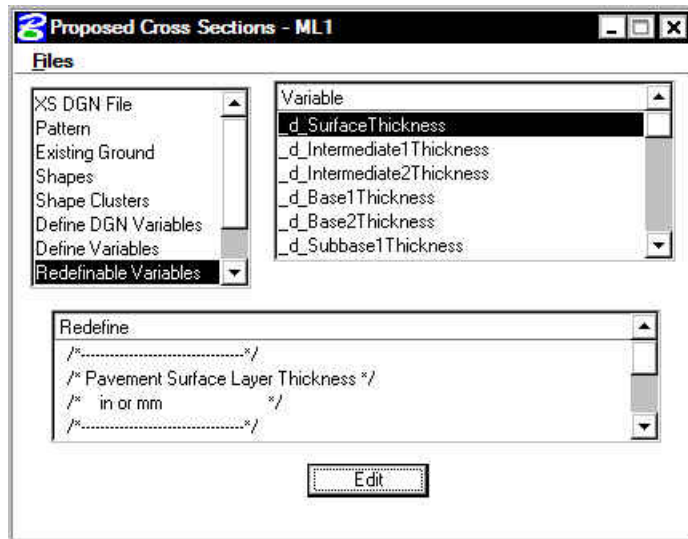 Proposed Cross Sections - ML1
Files
XS DGN File
Pattern
Existing Ground
Shapes
Shape Clusters
Define DGN Variables
Define Variables
Redefinable Variables
Variable
_d_SurfaceThickness
_d_Intermediate1Thickness
_d_Intermediate2Thickness
_d_Base1Thickness
_d_Base2Thickness
_d_Subbase1Thickness
Redefine
/*--------------------------------*/
/* Pavement Surface Layer Thickness */
/* in or mm */
/*--------------------------------*/
Edit